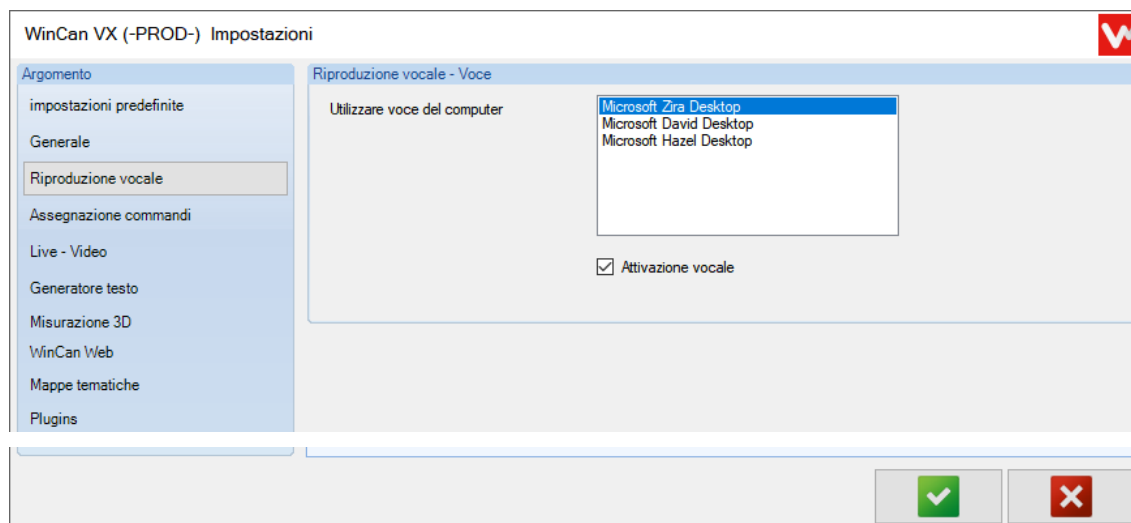 WinCan VX (-PROD-) Impostazioni
Argomento
impostazioni predefinite
Generale
Riproduzione vocale
Assegnazione commandi
Live - Video
Generatore testo
Misurazione 3D
WinCan Web
Mappe tematiche
Plugins
Riproduzione vocale - Voce
Utilizzare voce del computer
Microsoft Zira Desktop
Microsoft David Desktop
Microsoft Hazel Desktop
Attivazione vocale